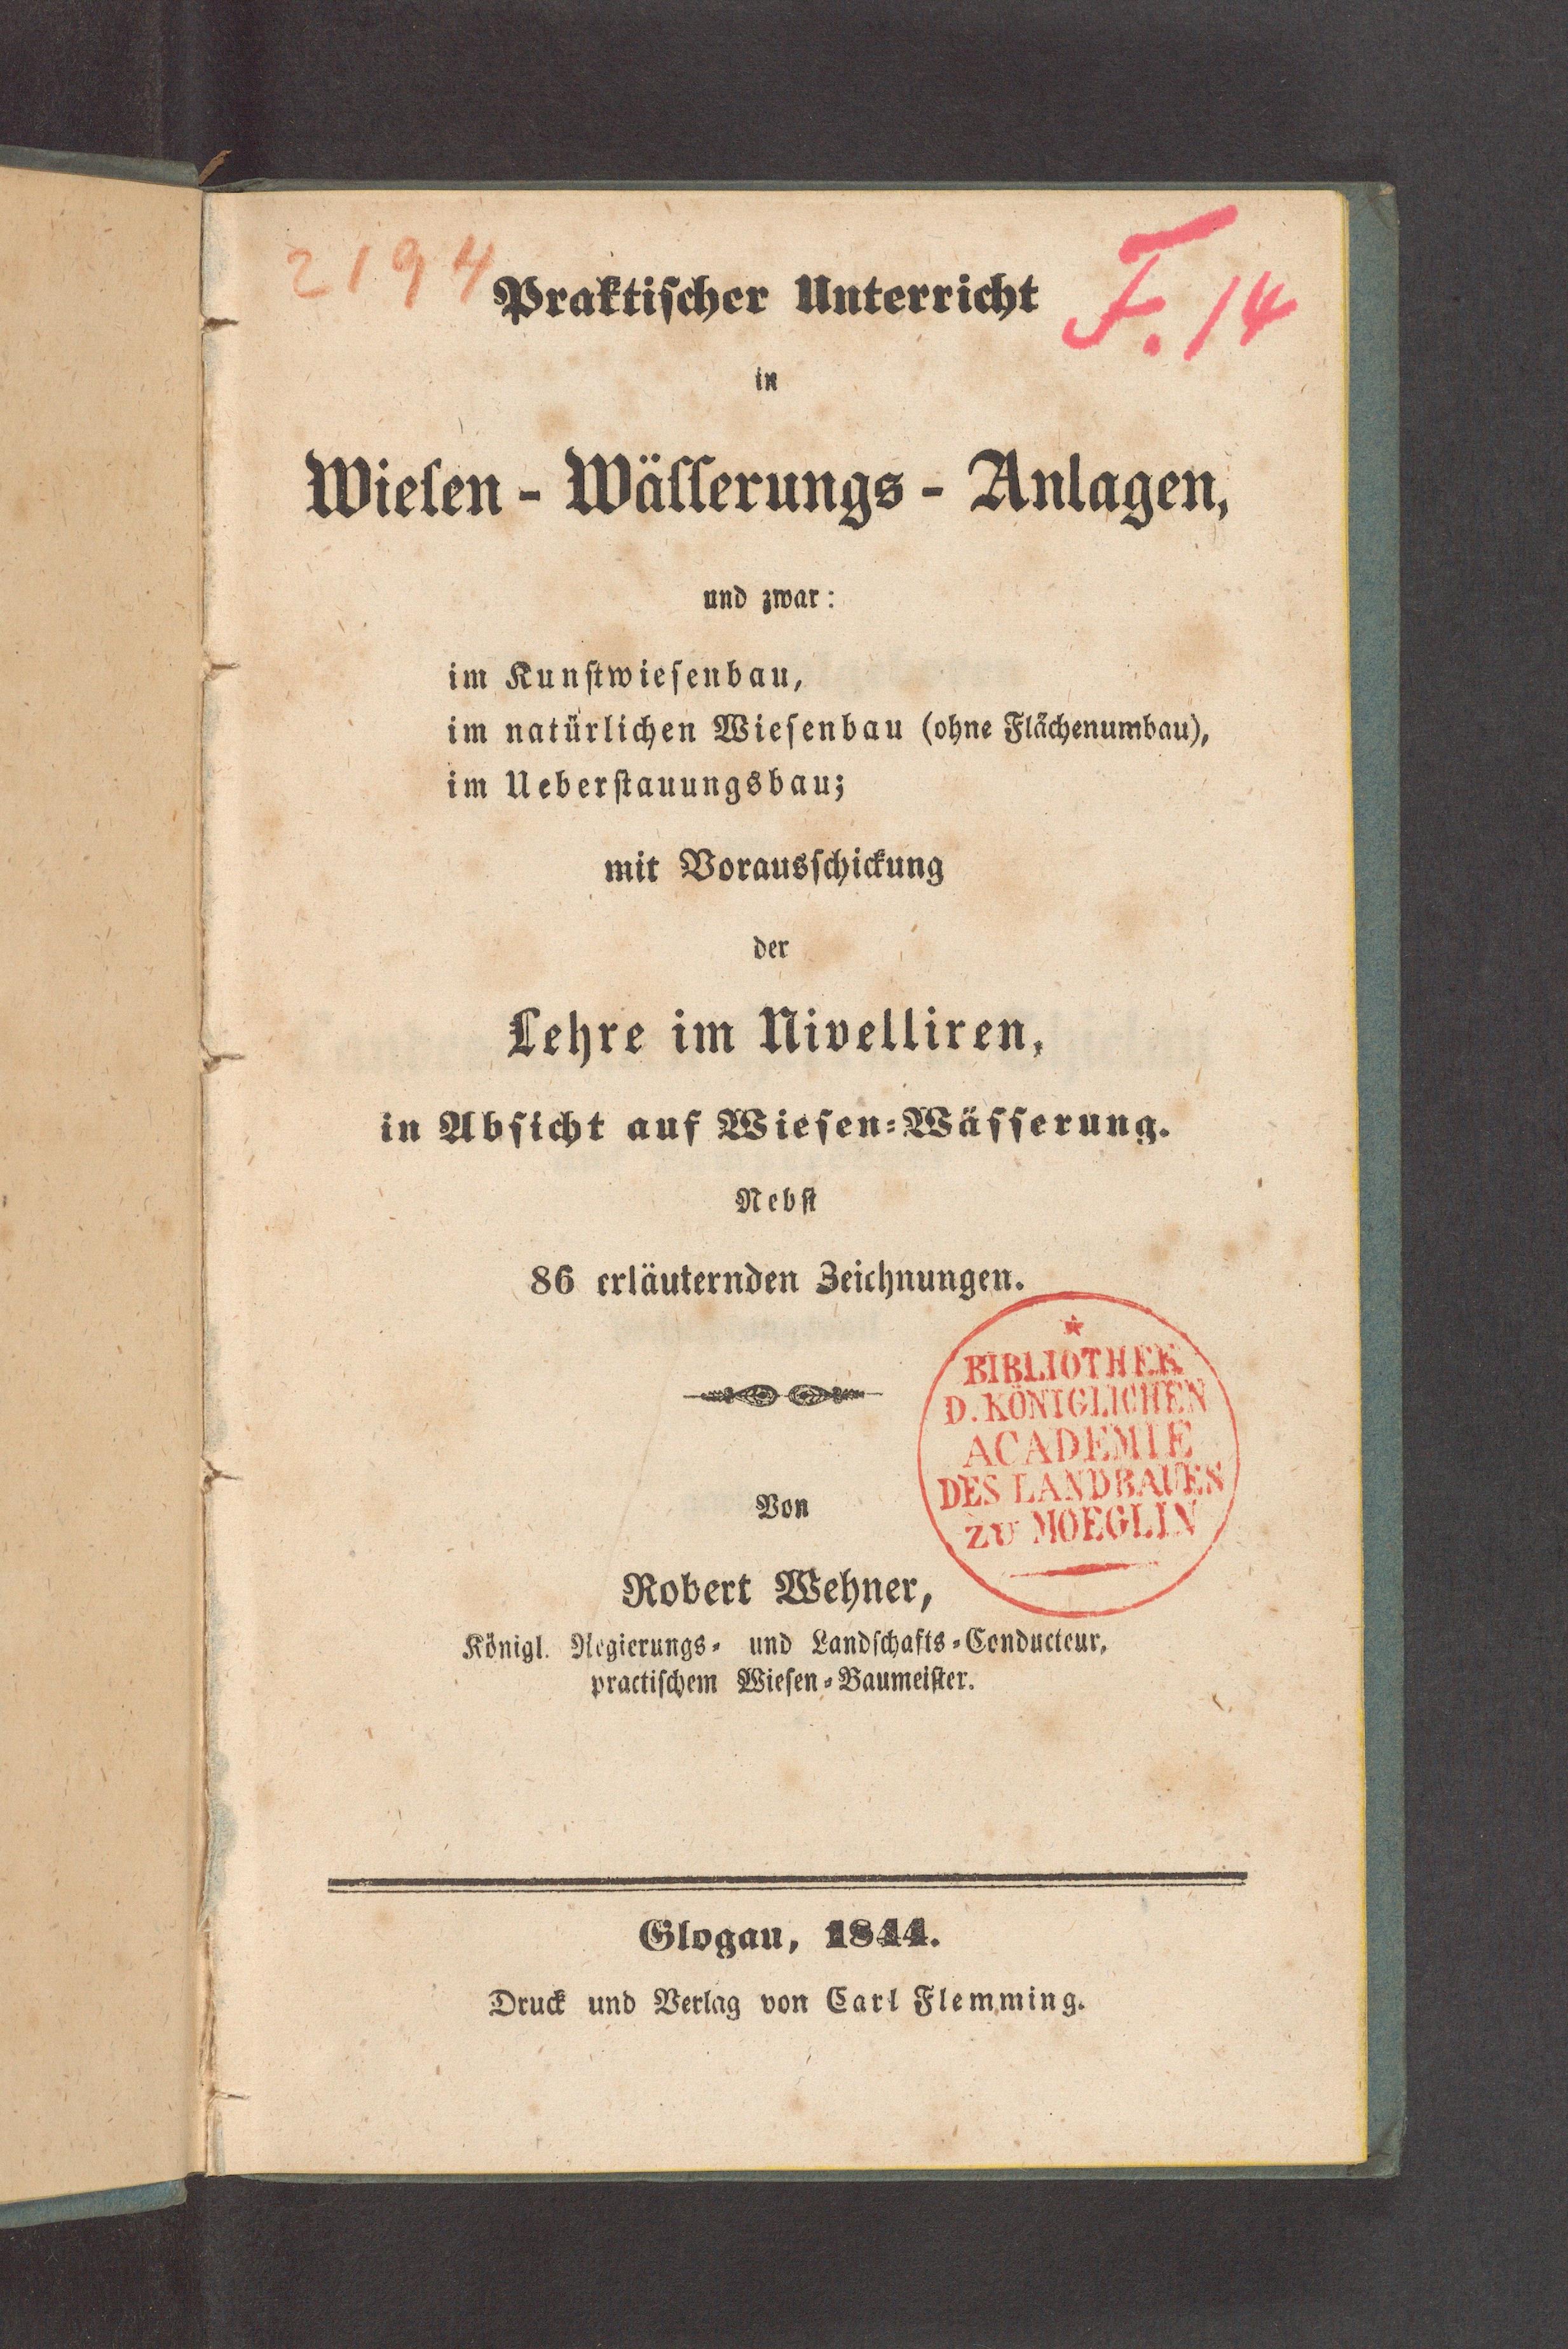 2194
F. 14
Praktischer Unterricht
in
Wiesen-Wässerungs-Anlagen,
und zwar:
im Kunstwiesenbau,
im natürlichen Wiesenbau (ohne Flächenumbau),
im Ueberstauungsbau;
mit Vorausschickung
der
Lehre im Nivelliren,
in Absicht auf Wiesen-Wässerung.
Nebst
86 erläuternden Zeichnungen.
BIBLIOTHEK
D. KÖNIGLICHEN
ACADEMIE
DES LANDBAUES
ZU MOEGLIN
Von
Robert Wehner,
Königl. Regierungs- und Landschafts-Conducteur,
practischem Wiesen-Baumeister.
Glogau, 1844.
Druck und Verlag von Carl Flemming.